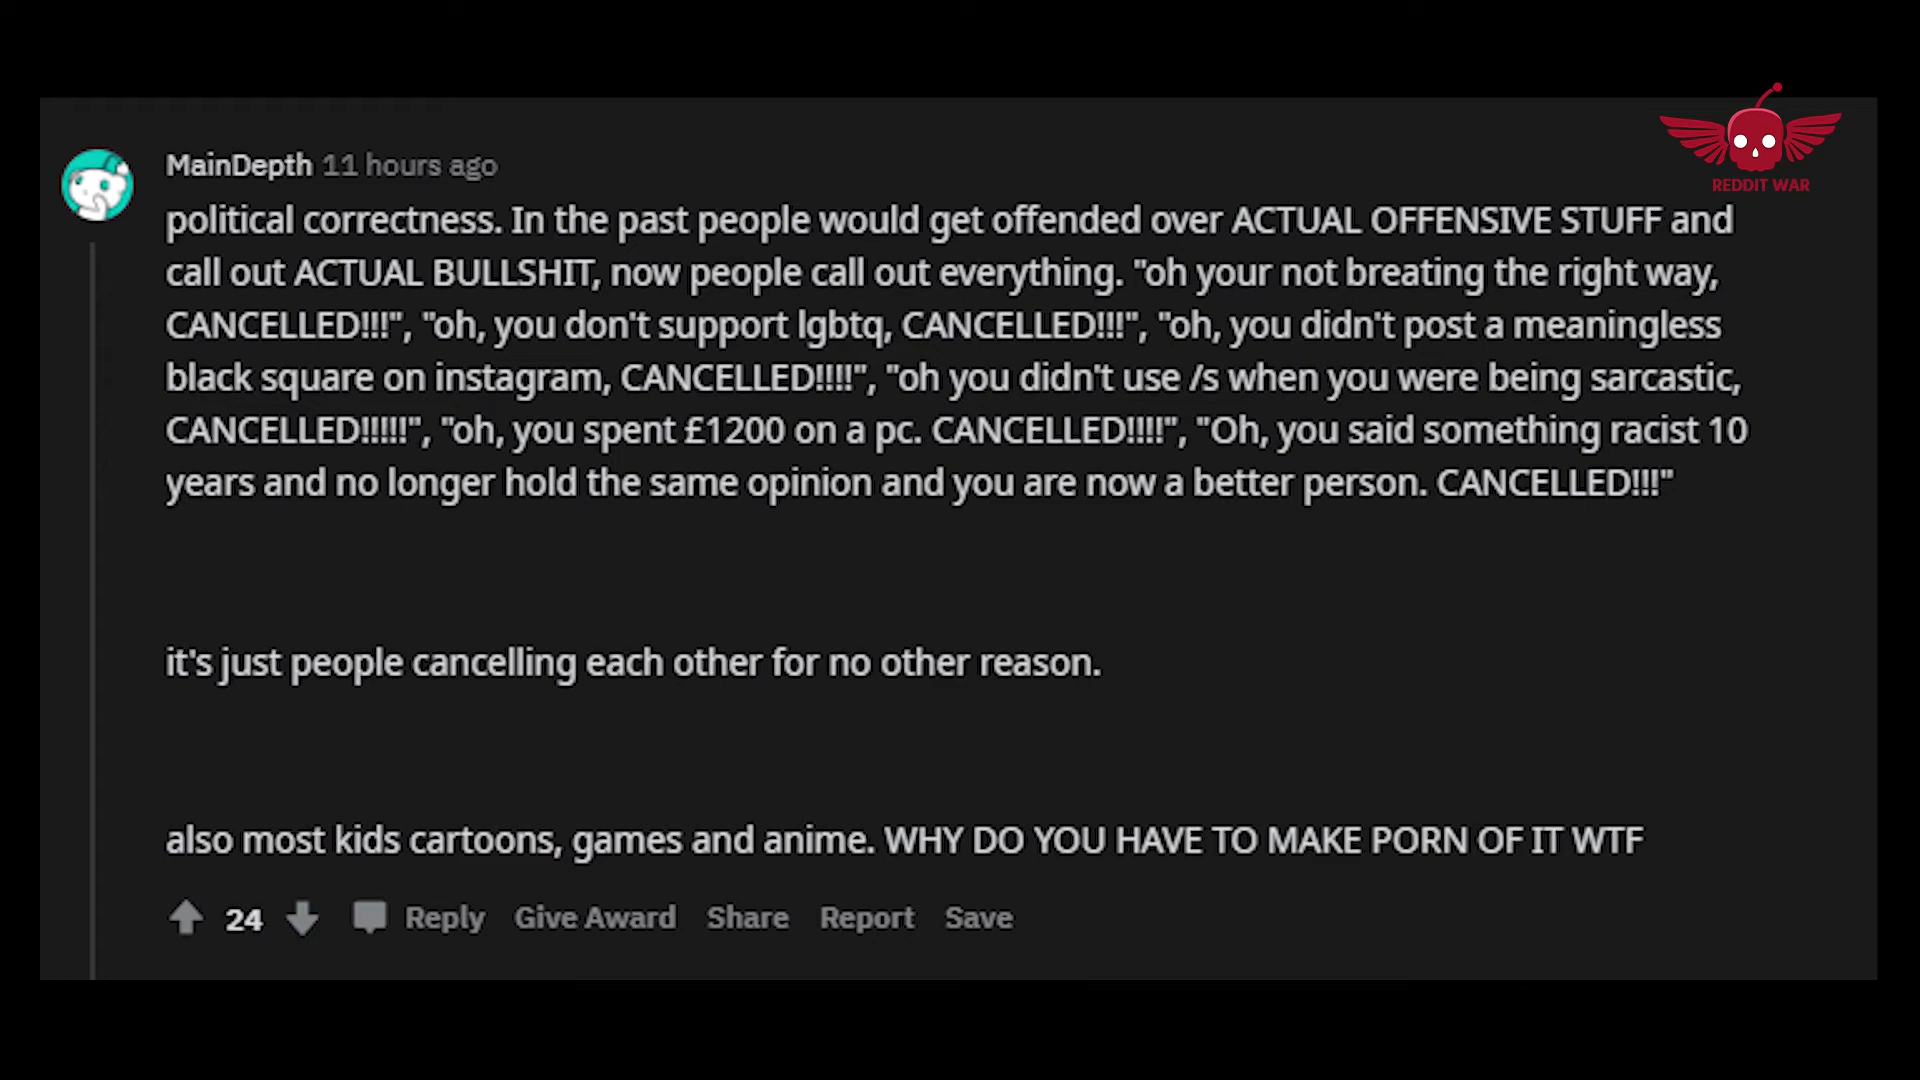 REDDIT WAR
MainDepth 11 hours ago
political correctness. In the past people would get offended over ACTUAL OFFENSIVE STUFF and
call out ACTUAL BULLSHIT, now people call out everything. "oh your not breating the right way,
CANCELLED!!!", "oh, you don't support lgbtq, CANCELLED!!!", "oh, you didn't post a meaningless
black square on instagram, CANCELLED!!!!", "oh you didn't use /s when you were being sarcastic,
CANCELLED!!!!!", "oh, you spent £1200 on a pc. CANCELLED!!!!", "Oh, you said something racist 10
years and no longer hold the same opinion and you are now a better person. CANCELLED!!!"
it's just people cancelling each other for no other reason.
also most kids cartoons, games and anime. WHY DO YOU HAVE TO MAKE PORN OF IT WTF
24 Reply Give Award Share Report Save